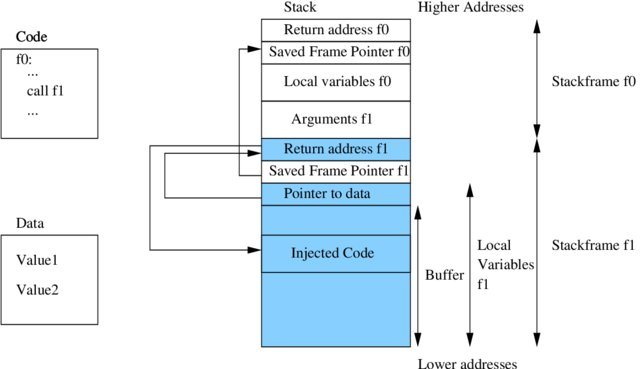 Stack
Higher Addresses
Code
f0:
...
call f1
...
Return address f0
Saved Frame Pointer f0
Local variables f0
Arguments f1
Stackframe f0
Return address f1
Saved Frame Pointer f1
Pointer to data
Injected Code
Data
Value1
Value2
Buffer
Local
Variables
f1
Stackframe f1
Lower addresses